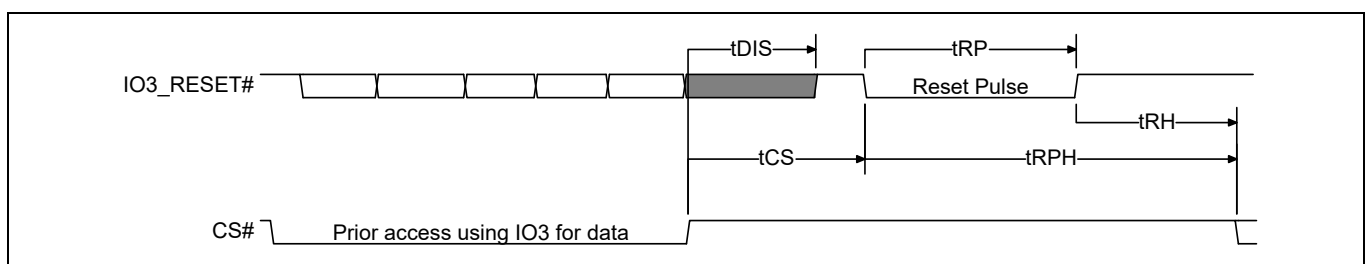 tDIS
tRP
IO3_RESET#
Reset Pulse
tRH
tCS
tRPH
CS#
Prior access using IO3 for data